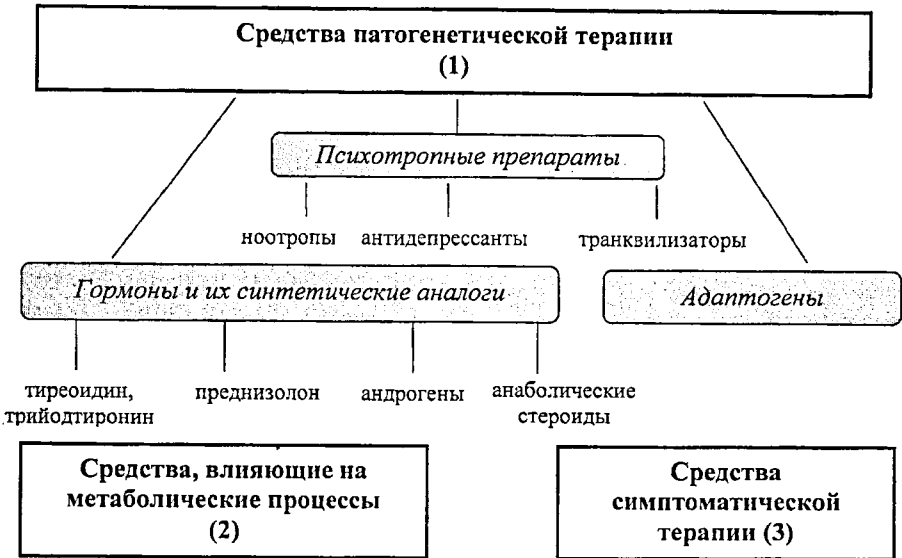 Средства патогенетической терапии
(1)
Психотропные препараты
ноотропы антидепрессанты транквилизаторы
Гормоны и их синтетические аналоги
Адаптогены
тиреоидин,
трийодтиронин
преднизолон
андрогены
анаболические
стероиды
Средства, влияющие на
метаболические процессы
(2)
Средства
симптоматической
терапии (3)